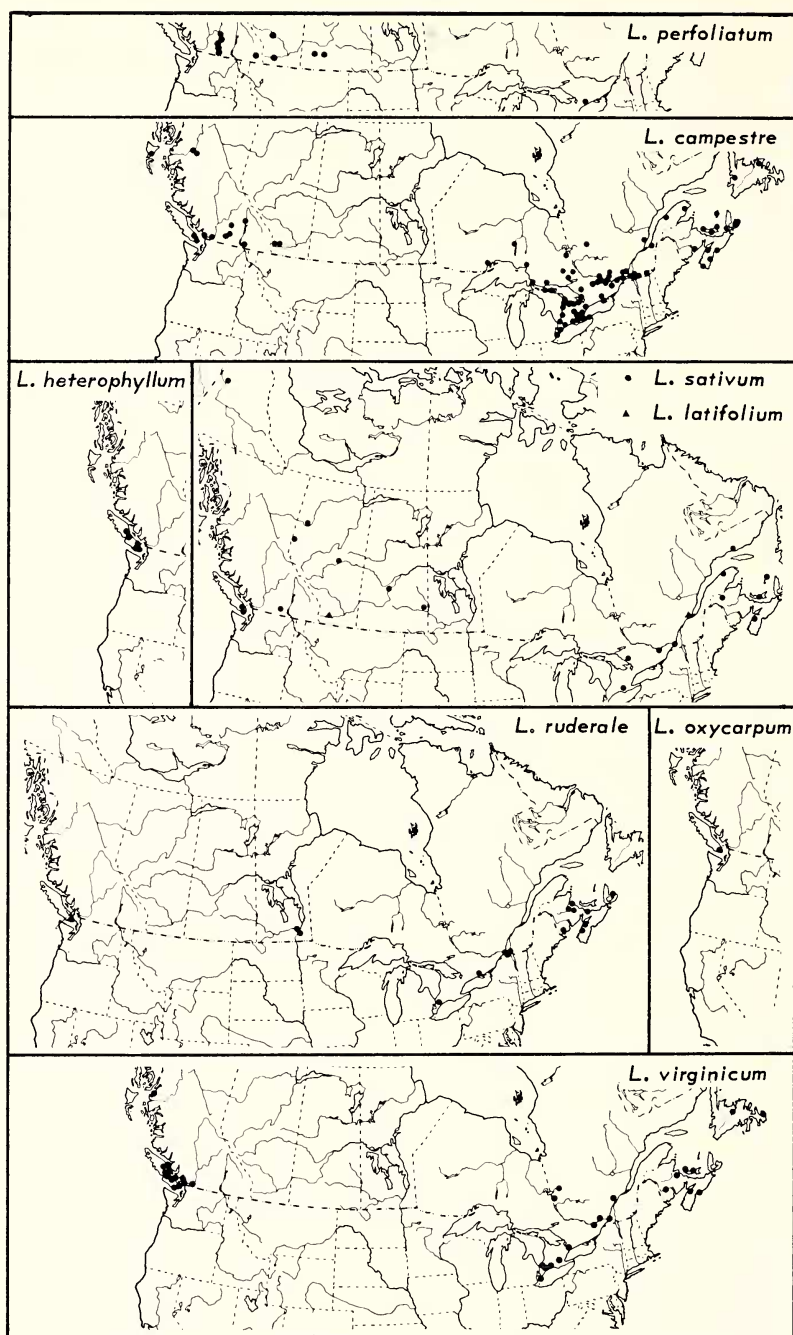 L. perfoliatum
L. campestre
L. heterophyllum
L. sativum
L. latifolium
L. ruderale
L. oxycarpum
L. virginicum